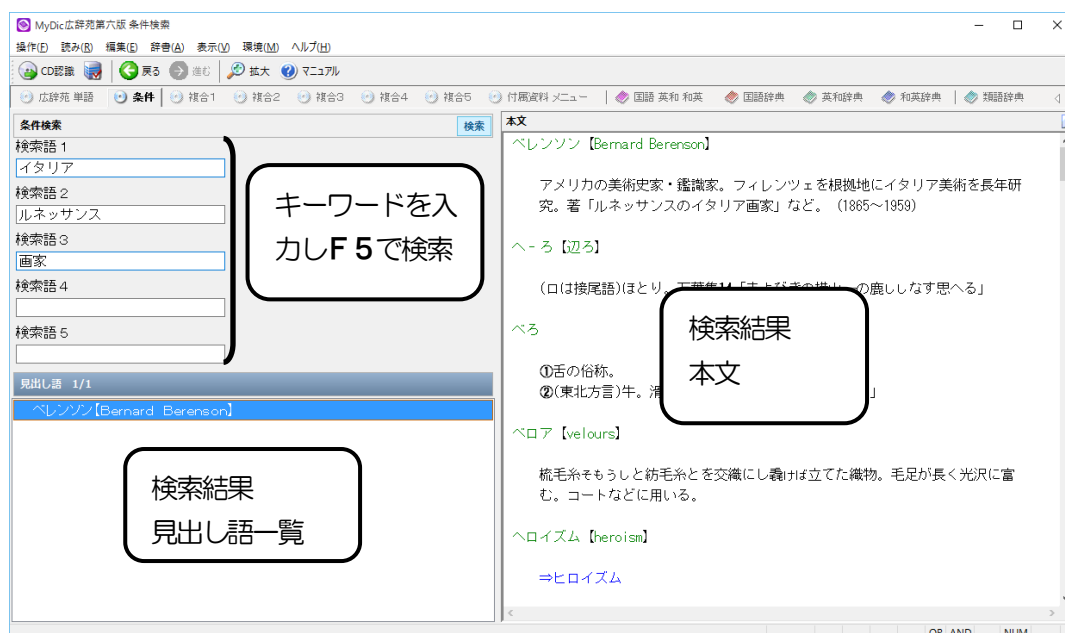 MyDic広辞苑第六版 条件検索
操作(F) 読み(R) 編集(E) 辞書(A) 表示(V) 環境(M) ヘルプ(H)
CD認識 戻る 進む 拡大 マニュアル
広辞苑 単語 条件 複合1 複合2 複合3 複合4 複合5 付属資料メニュー 国語 英和 和英 国語辞典 英和辞典 和英辞典 類語辞典
条件検索 検索
検索語1
イタリア
検索語2
ルネッサンス
検索語3
画家
検索語4
検索語5
キーワードを入
力しF5で検索
見出し語 1/1
ベレンソン【Bernard Berenson】
検索結果
見出し語一覧
本文
ベレンソン【Bernard Berenson】
アメリカの美術史家・鑑識家。フィレンツェを根拠地にイタリア美術を長年研
究。著「ルネッサンスのイタリア画家」など。(1865~1959)
へ-ろ【辺ろ】
(ロは接尾語)ほとり。の鹿ししなす思へる」
べろ
①舌の俗称。
②(東北方言)牛。」
検索結果
本文
ベロア【velours】
梳毛糸そもうしと紡毛糸とを交織にし毳けば立てた織物。毛足が長く光沢に富
む。コートなどに用いる。
ヘロイズム【heroism】
⇒ヒロイズム
OR AND NUM